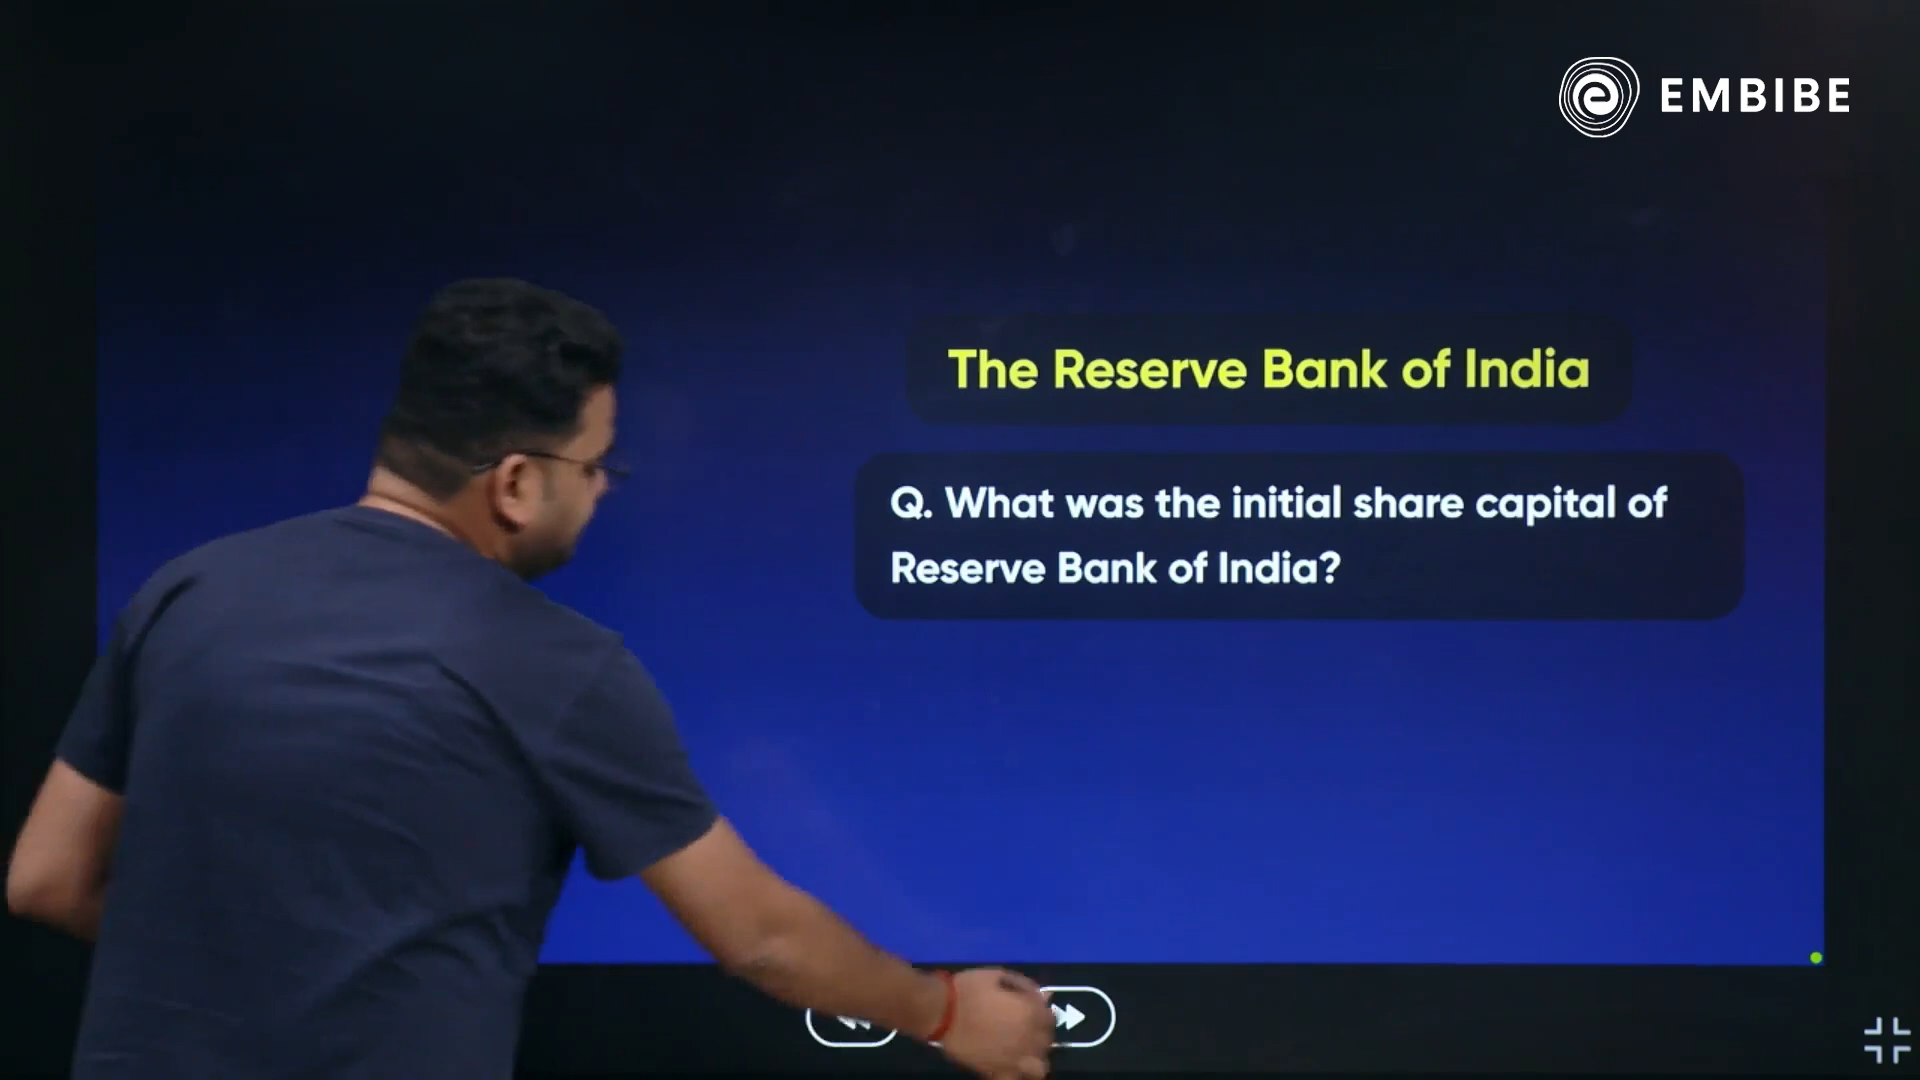 EMBIBE
The Reserve Bank of India
Q. What was the initial share capital of
Reserve Bank of India?